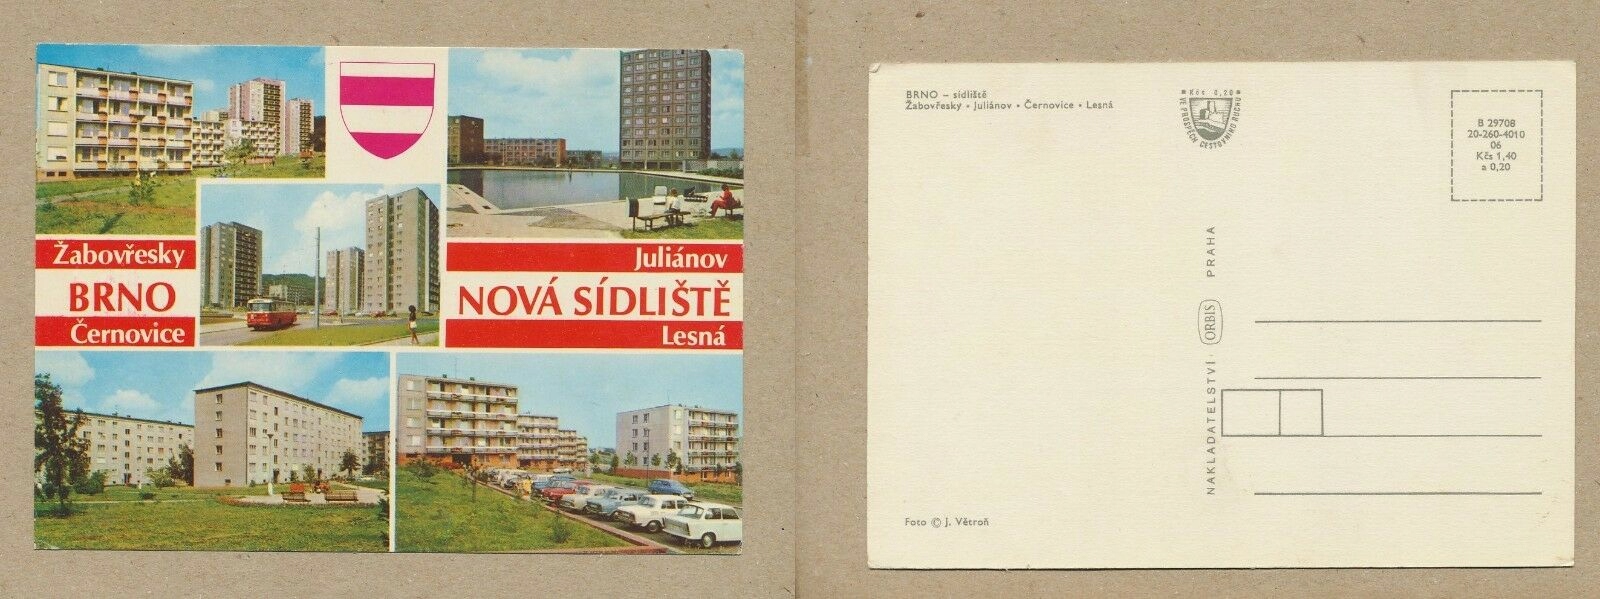 Žabovřesky
BRNO
Černovice
Juliánov
NOVÁ SÍDLIŠTĚ
Lesná
BRNO – sídliště
Žabovřesky • Juliánov • Černovice • Lesná
Kčs 0,20
VE PROSPĚCH CESTOVNÍHO RUCHU
B 29708
20-260-4010
06
Kčs 1,40
a 0,20
NAKLADATELSTVÍ ORBIS PRAHA
Foto © J. Větroň